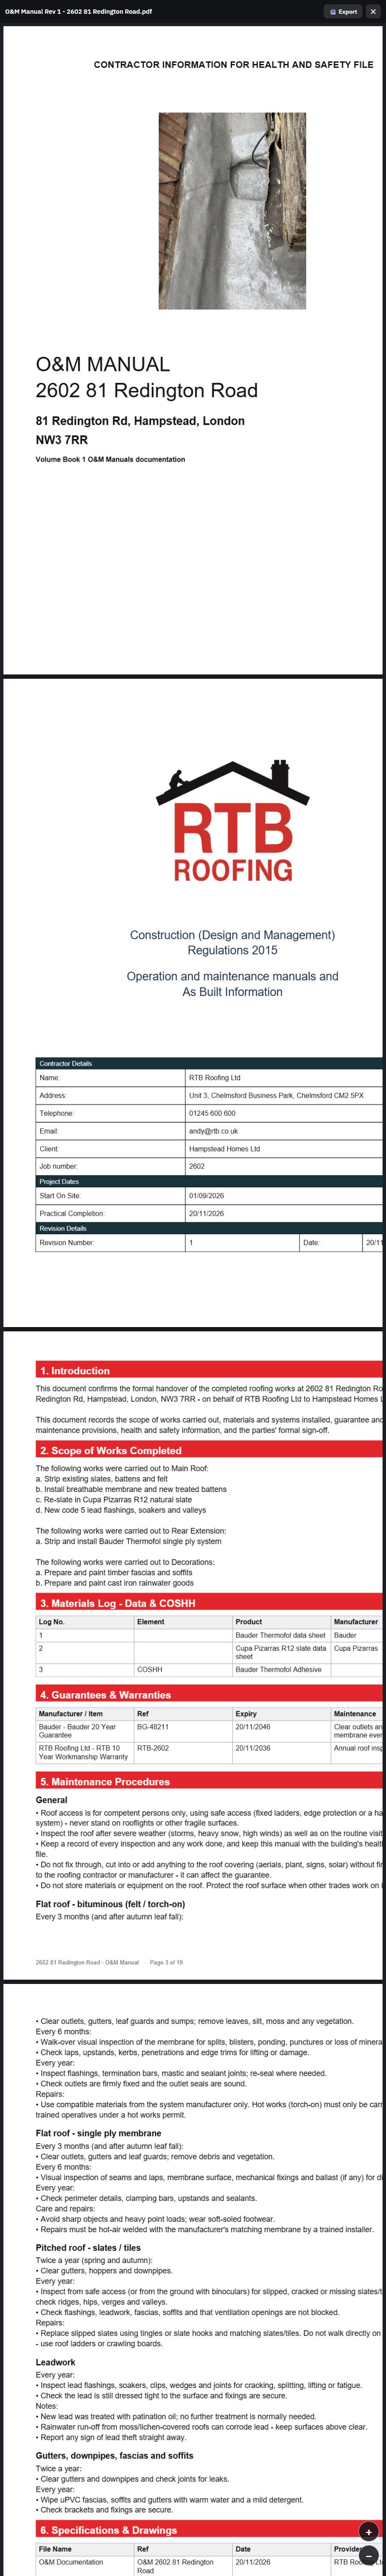 O&M Manual Rev 1 - 2602 81 Redington Road.pdf
Export
CONTRACTOR INFORMATION FOR HEALTH AND SAFETY FILE
O&M MANUAL
2602 81 Redington Road
81 Redington Rd, Hampstead, London
NW3 7RR
Volume Book 1 O&M Manuals documentation
RTB
ROOFING
Construction (Design and Management)
Regulations 2015
Operation and maintenance manuals and
As Built Information
Contractor Details
Name: RTB Roofing Ltd
Address: Unit 3, Chelmsford Business Park, Chelmsford CM2 5PX
Telephone: 01245 600 600
Email: andy@rtb.co.uk
Client: Hampstead Homes Ltd
Job number: 2602
Project Dates
Start On Site: 01/09/2026
Practical Completion: 20/11/2026
Revision Details
Revision Number: 1 Date: 20/11
1. Introduction
This document confirms the formal handover of the completed roofing works at 2602 81 Redington Ro
Redington Rd, Hampstead, London, NW3 7RR - on behalf of RTB Roofing Ltd to Hampstead Homes L
This document records the scope of works carried out, materials and systems installed, guarantee and
maintenance provisions, health and safety information, and the parties' formal sign-off.
2. Scope of Works Completed
The following works were carried out to Main Roof:
a. Strip existing slates, battens and felt
b. Install breathable membrane and new treated battens
c. Re-slate in Cupa Pizarras R12 natural slate
d. New code 5 lead flashings, soakers and valleys
The following works were carried out to Rear Extension:
a. Strip and install Bauder Thermofol single ply system
The following works were carried out to Decorations:
a. Prepare and paint timber fascias and soffits
b. Prepare and paint cast iron rainwater goods
3. Materials Log - Data & COSHH
Log No. Element Product Manufacturer
1 Bauder Thermofol data sheet Bauder
2 Cupa Pizarras R12 slate data Cupa Pizarras
sheet
3 COSHH Bauder Thermofol Adhesive
4. Guarantees & Warranties
Manufacturer / Item Ref Expiry Maintenance
Bauder - Bauder 20 Year BG-48211 20/11/2046 Clear outlets an
Guarantee membrane ever
RTB Roofing Ltd - RTB 10 RTB-2602 20/11/2036 Annual roof insp
Year Workmanship Warranty
5. Maintenance Procedures
General
• Roof access is for competent persons only, using safe access (fixed ladders, edge protection or a ha
system) - never stand on rooflights or other fragile surfaces.
• Inspect the roof after severe weather (storms, heavy snow, high winds) as well as on the routine visit
• Keep a record of every inspection and any work done, and keep this manual with the building's healt
file.
• Do not fix through, cut into or add anything to the roof covering (aerials, plant, signs, solar) without fir
to the roofing contractor or manufacturer - it can affect the guarantee.
• Do not store materials or equipment on the roof. Protect the roof surface when other trades work on i
Flat roof - bituminous (felt / torch-on)
Every 3 months (and after autumn leaf fall):
2602 81 Redington Road - O&M Manual · Page 3 of 19
• Clear outlets, gutters, leaf guards and sumps; remove leaves, silt, moss and any vegetation.
Every 6 months:
• Walk-over visual inspection of the membrane for splits, blisters, ponding, punctures or loss of minera
• Check laps, upstands, kerbs, penetrations and edge trims for lifting or damage.
Every year:
• Inspect flashings, termination bars, mastic and sealant joints; re-seal where needed.
• Check outlets are firmly fixed and the outlet seals are sound.
Repairs:
• Use compatible materials from the system manufacturer only. Hot works (torch-on) must only be carr
trained operatives under a hot works permit.
Flat roof - single ply membrane
Every 3 months (and after autumn leaf fall):
• Clear outlets, gutters and leaf guards; remove debris and vegetation.
Every 6 months:
• Visual inspection of seams and laps, membrane surface, mechanical fixings and ballast (if any) for di
Every year:
• Check perimeter details, clamping bars, upstands and sealants.
Care and repairs:
• Avoid sharp objects and heavy point loads; wear soft-soled footwear.
• Repairs must be hot-air welded with the manufacturer's matching membrane by a trained installer.
Pitched roof - slates / tiles
Twice a year (spring and autumn):
• Clear gutters, hoppers and downpipes.
Every year:
• Inspect from safe access (or from the ground with binoculars) for slipped, cracked or missing slates/t
check ridges, hips, verges and valleys.
• Check flashings, leadwork, fascias, soffits and that ventilation openings are not blocked.
Repairs:
• Replace slipped slates using tingles or slate hooks and matching slates/tiles. Do not walk directly on
- use roof ladders or crawling boards.
Leadwork
Every year:
• Inspect lead flashings, soakers, clips, wedges and joints for cracking, splitting, lifting or fatigue.
• Check the lead is still dressed tight to the surface and fixings are secure.
Notes:
• New lead was treated with patination oil; no further treatment is normally needed.
• Rainwater run-off from moss/lichen-covered roofs can corrode lead - keep surfaces above clear.
• Report any sign of lead theft straight away.
Gutters, downpipes, fascias and soffits
Twice a year:
• Clear gutters and downpipes and check joints for leaks.
Every year:
• Wipe uPVC fascias, soffits and gutters with warm water and a mild detergent.
• Check brackets and fixings are secure.
6. Specifications & Drawings
File Name Ref Date Provider
O&M Documentation O&M 2602 81 Redington 20/11/2026 RTB Roofing Ltd
Road